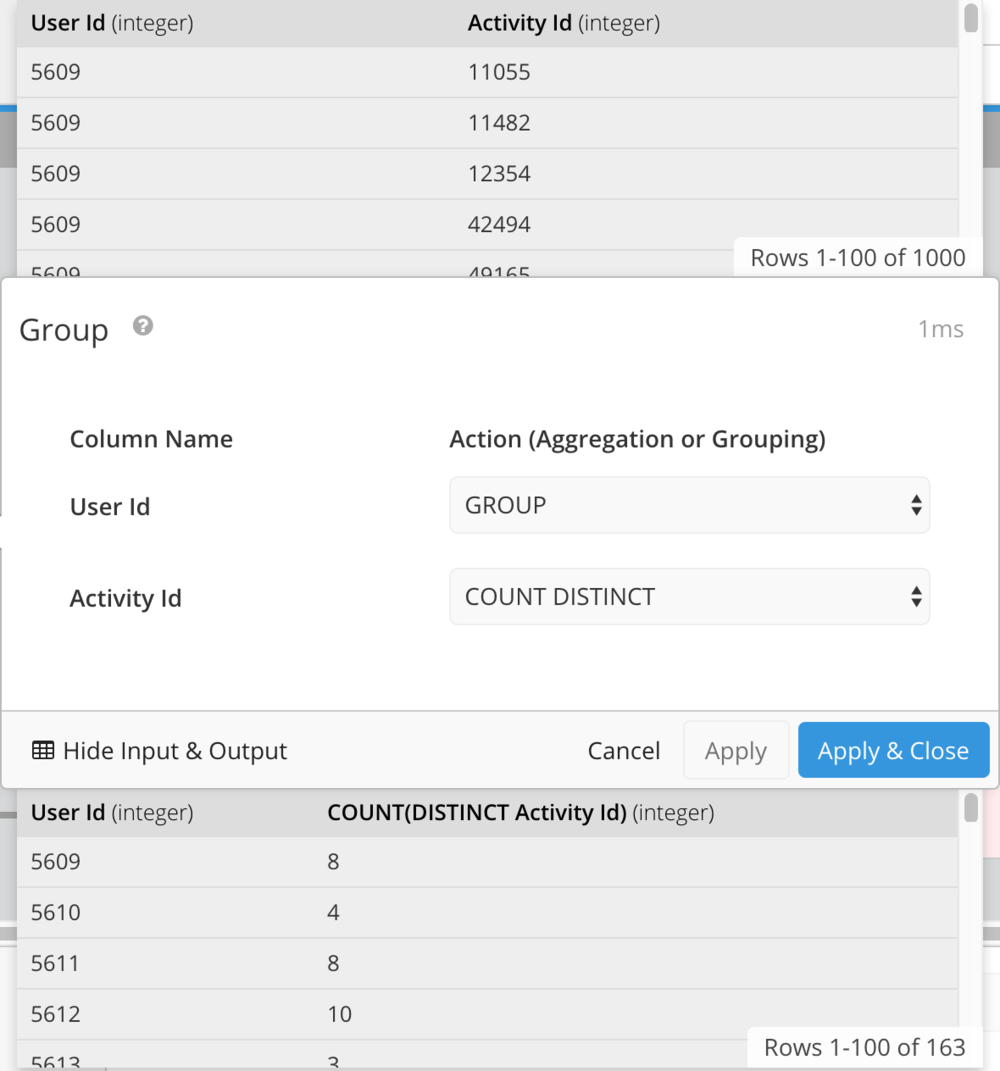 User Id (integer) Activity Id (integer)
5609 11055
5609 11482
5609 12354
5609 42494
5609 49165
Rows 1-100 of 1000
Group ? 1ms
Column Name Action (Aggregation or Grouping)
User Id GROUP
Activity Id COUNT DISTINCT
Hide Input & Output Cancel Apply Apply & Close
User Id (integer) COUNT(DISTINCT Activity Id) (integer)
5609 8
5610 4
5611 8
5612 10
5613 3
Rows 1-100 of 163